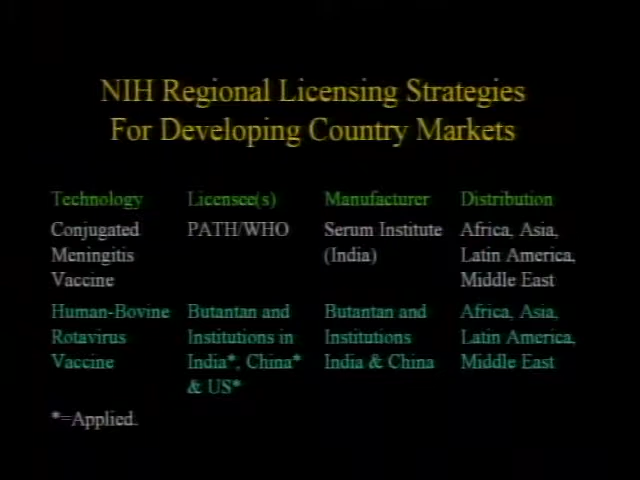 NIH Regional Licensing Strategies
For Developing Country Markets
Technology Licensee(s) Manufacturer Distribution
Conjugated PATH/WHO Serum Institute Africa, Asia,
Meningitis (India) Latin America,
Vaccine Middle East
Human-Bovine Butantan and Butantan and Africa, Asia,
Rotavirus Institutions in Institutions Latin America,
Vaccine India*, China* India & China Middle East
& US*
*=Applied.